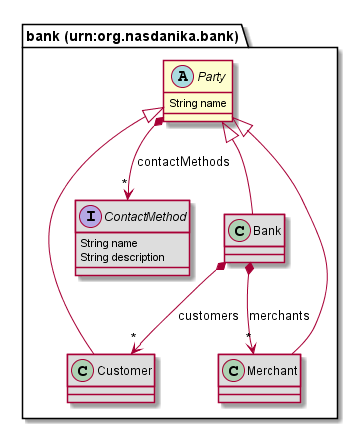 bank (urn:org.nasdanika.bank)
A Party
String name
contactMethods
*
I ContactMethod
String name
String description
C Bank
customers
merchants
*
*
C Customer
C Merchant